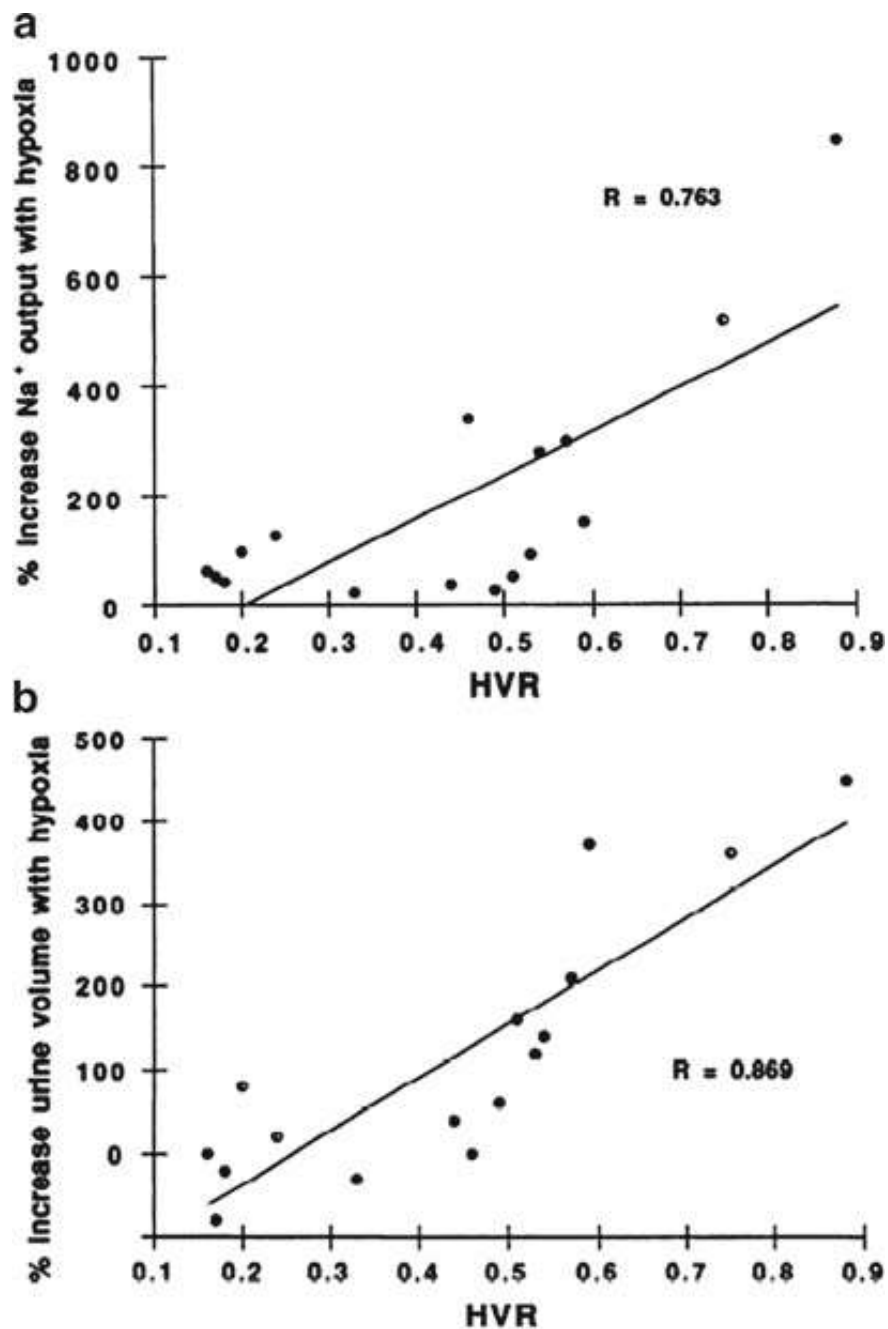 a
% Increase Na+ output with hypoxia
1000
800
600
400
200
0
R = 0.763
0.1 0.2 0.3 0.4 0.5 0.6 0.7 0.8 0.9
HVR
b
% Increase urine volume with hypoxia
500
400
300
200
100
0
R = 0.869
0.1 0.2 0.3 0.4 0.5 0.6 0.7 0.8 0.9
HVR